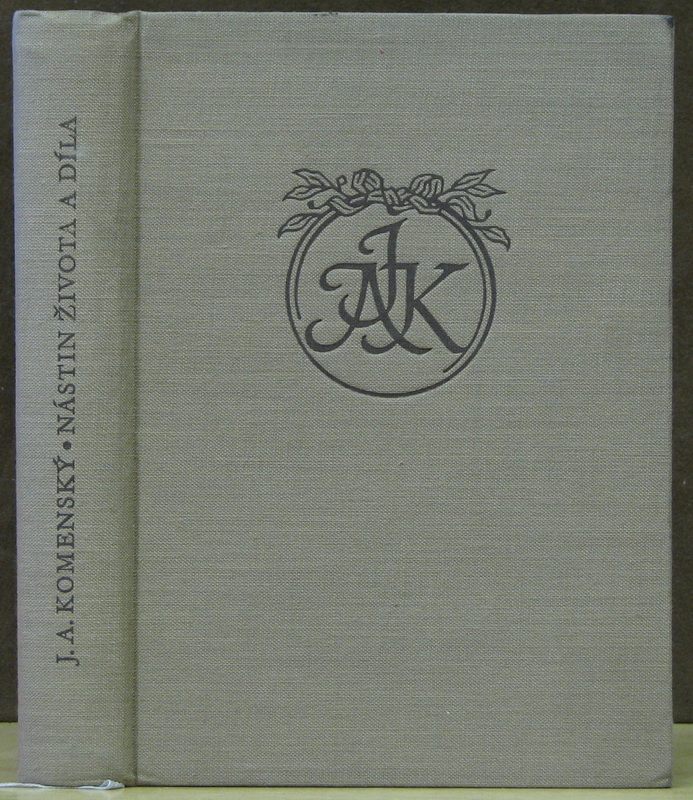 J. A. KOMENSKÝ • NÁSTIN ŽIVOTA A DÍLA
JAK